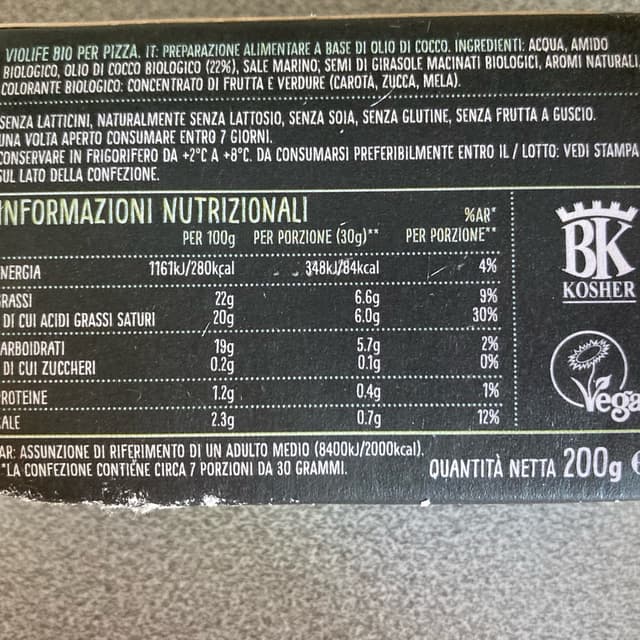 VIOLIFE BIO PER PIZZA. IT: PREPARAZIONE ALIMENTARE A BASE DI OLIO DI COCCO. INGREDIENTI: ACQUA, AMIDO
BIOLOGICO, OLIO DI COCCO BIOLOGICO (22%), SALE MARINO, SEMI DI GIRASOLE MACINATI BIOLOGICI, AROMI NATURALI,
COLORANTE BIOLOGICO: CONCENTRATO DI FRUTTA E VERDURE (CAROTA, ZUCCA, MELA).
SENZA LATTICINI, NATURALMENTE SENZA LATTOSIO, SENZA SOIA, SENZA GLUTINE, SENZA FRUTTA A GUSCIO.
UNA VOLTA APERTO CONSUMARE ENTRO 7 GIORNI.
CONSERVARE IN FRIGORIFERO DA +2°C A +8°C. DA CONSUMARSI PREFERIBILMENTE ENTRO IL / LOTTO: VEDI STAMPA
SUL LATO DELLA CONFEZIONE.
INFORMAZIONI NUTRIZIONALI %AR*
PER 100g PER PORZIONE (30g)** PER PORZIONE**
NERGIA 1161kJ/280kcal 348kJ/84kcal 4%
RASSI 22g 6.6g 9%
DI CUI ACIDI GRASSI SATURI 20g 6.0g 30%
ARBOIDRATI 19g 5.7g 2%
DI CUI ZUCCHERI 0.2g 0.1g 0%
ROTEINE 1.2g 0.4g 1%
ALE 2.3g 0.7g 12%
AR: ASSUNZIONE DI RIFERIMENTO DI UN ADULTO MEDIO (8400kJ/2000kcal).
*LA CONFEZIONE CONTIENE CIRCA 7 PORZIONI DA 30 GRAMMI.
QUANTITÀ NETTA 200g
BK
KOSHER
Vega